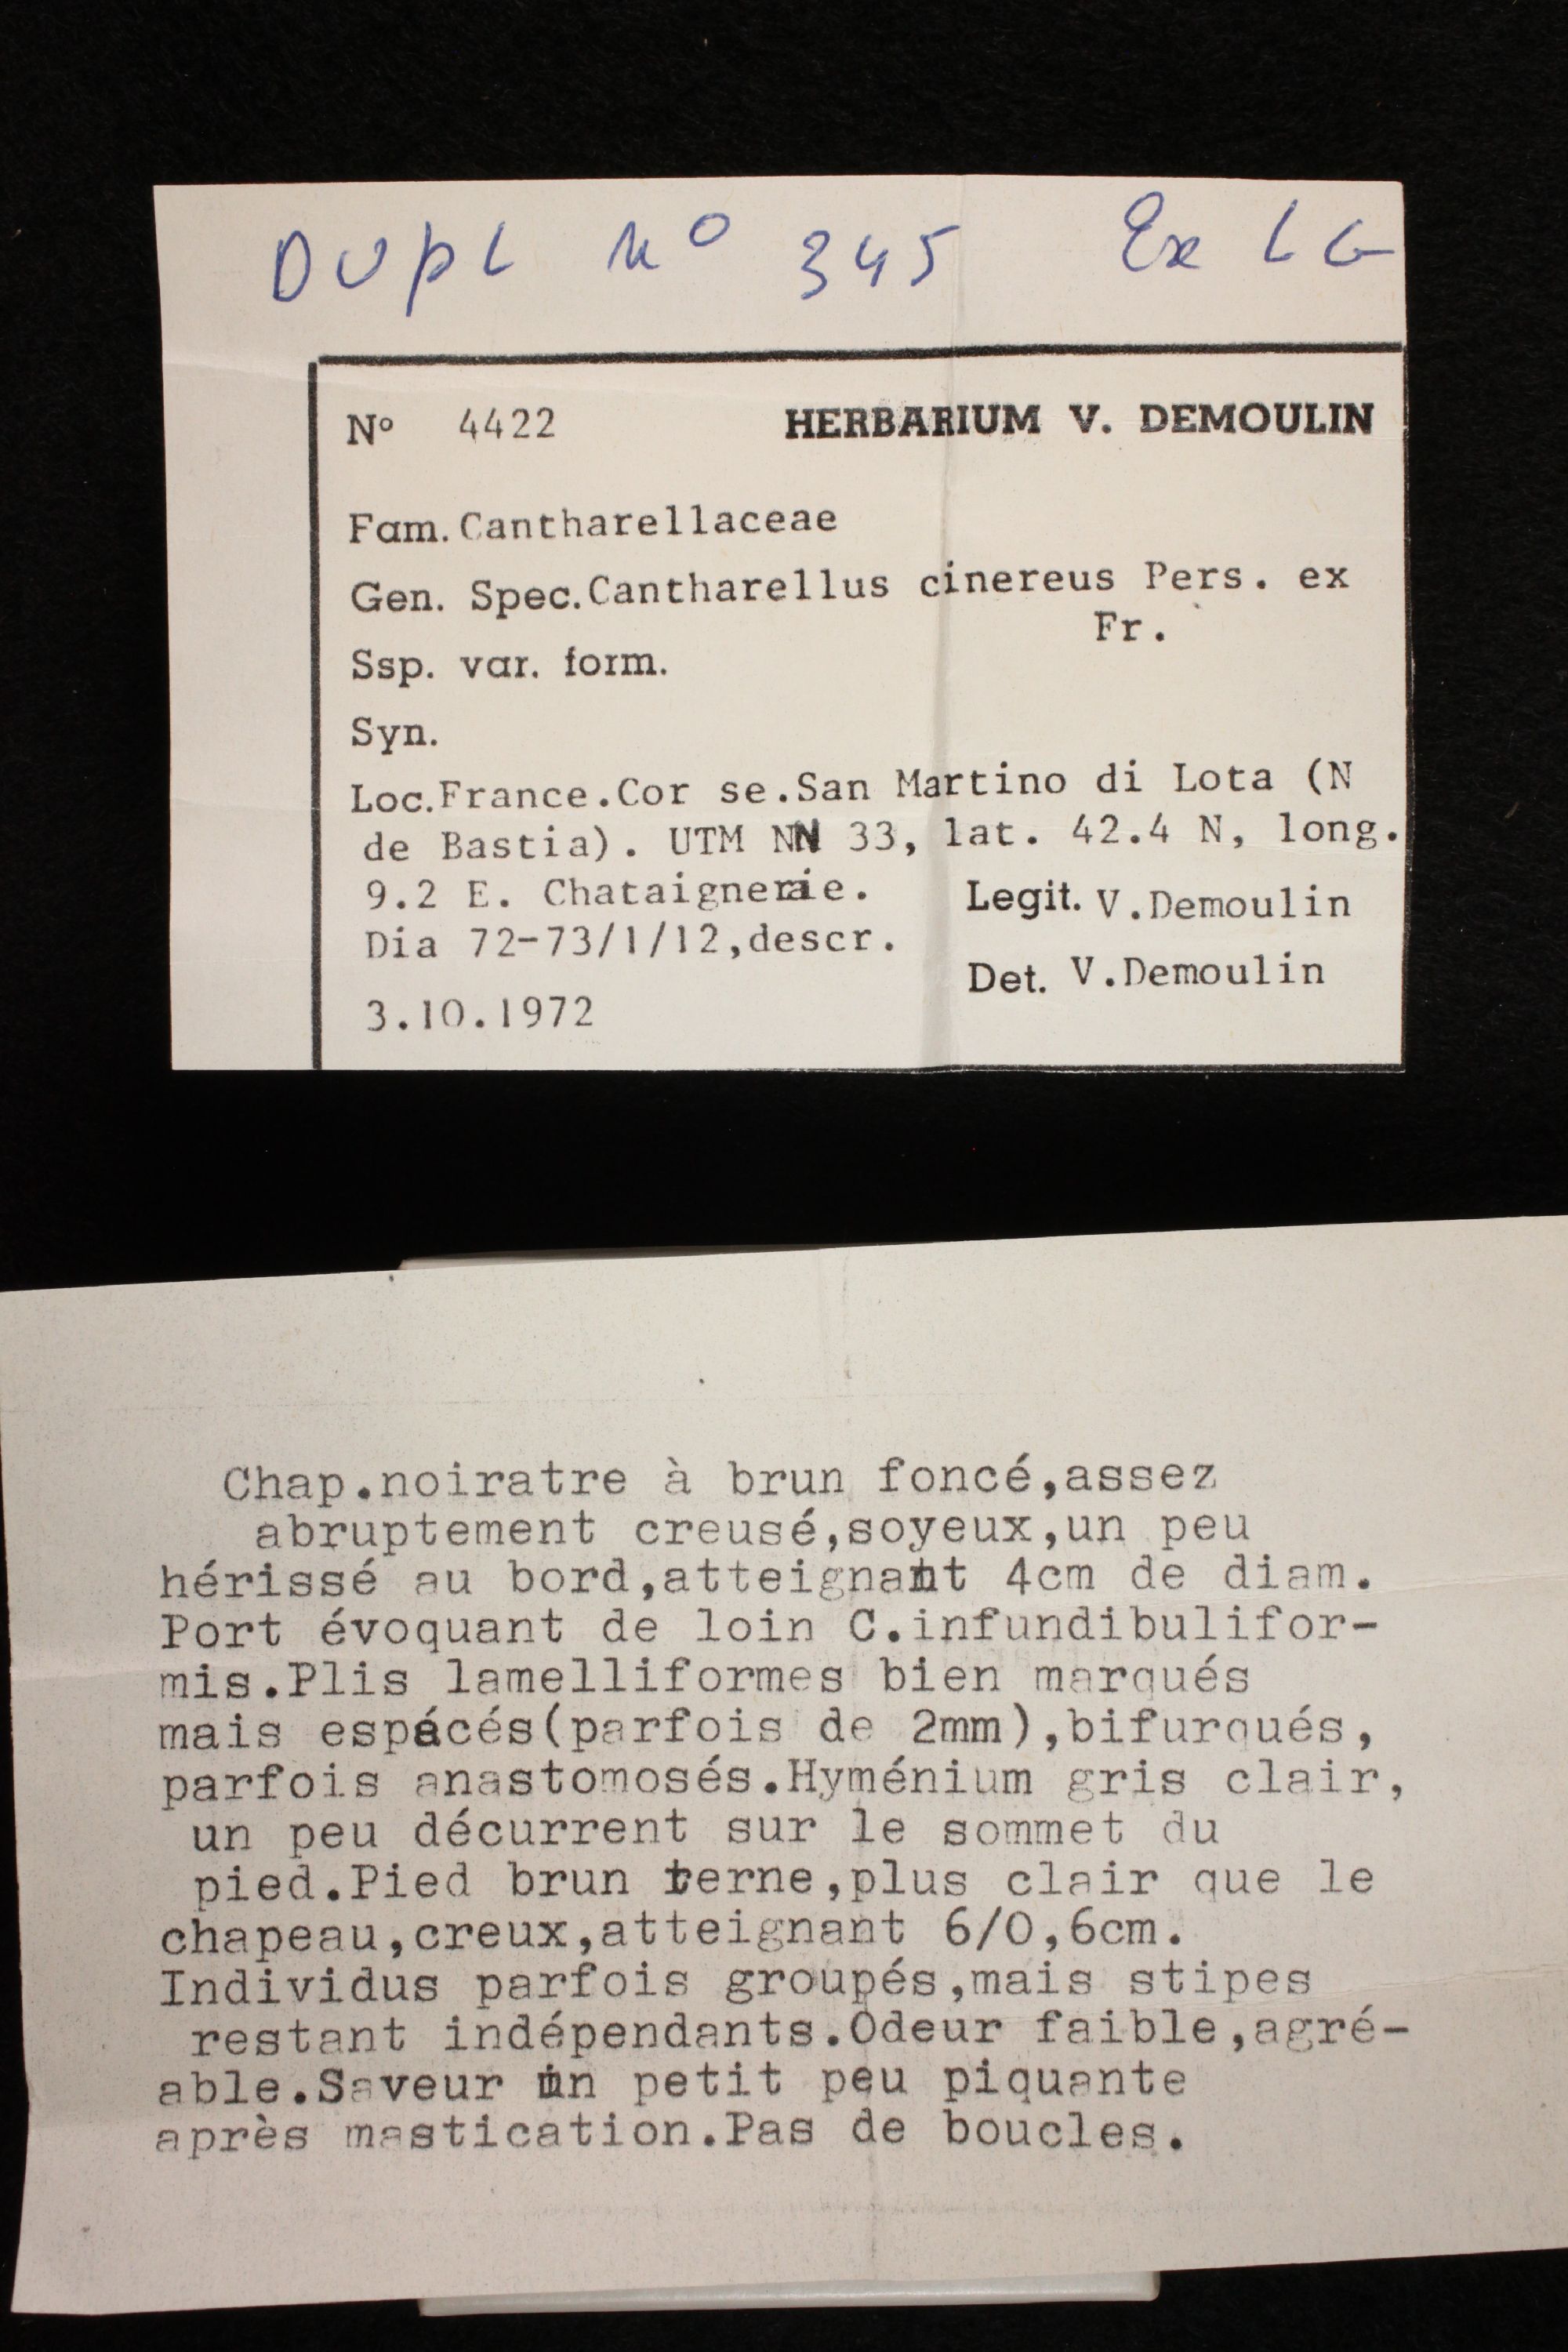 DUPL N° 345 Ex LG
N° 4422 HERBARIUM V. DEMOULIN
Fam. Cantharellaceae
Gen. Spec. Cantharellus cinereus Pers. ex
Fr.
Ssp. var. form.
Syn.
Loc. France.Cor se.San Martino di Lota (N
de Bastia). UTM NN 33, lat. 42.4 N, long.
9.2 E. Chataigneraie. Legit. V.Demoulin
Dia 72-73/1/12,descr.
Det. V.Demoulin
3.10.1972
Chap.noiratre à brun foncé,assez
abruptement creusé,soyeux,un peu
hérissé au bord,atteignant 4cm de diam.
Port évoquant de loin C.infundibulifor-
mis.Plis lamelliformes bien marqués
mais espácés(parfois de 2mm),bifurqués,
parfois anastomosés.Hyménium gris clair,
un peu décurrent sur le sommet du
pied.Pied brun terne,plus clair que le
chapeau,creux,atteignant 6/0,6cm.
Individus parfois groupés,mais stipes
restant indépendants.Odeur faible,agré-
able.Saveur un petit peu piquante
après mastication.Pas de boucles.